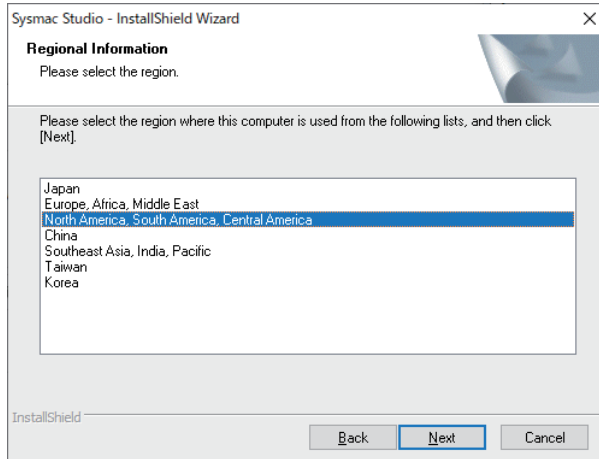 Sysmac Studio - InstallShield Wizard
Regional Information
Please select the region.
Please select the region where this computer is used from the following lists, and then click
[Next].
Japan
Europe, Africa, Middle East
North America, South America, Central America
China
Southeast Asia, India, Pacific
Taiwan
Korea
InstallShield
Back Next Cancel